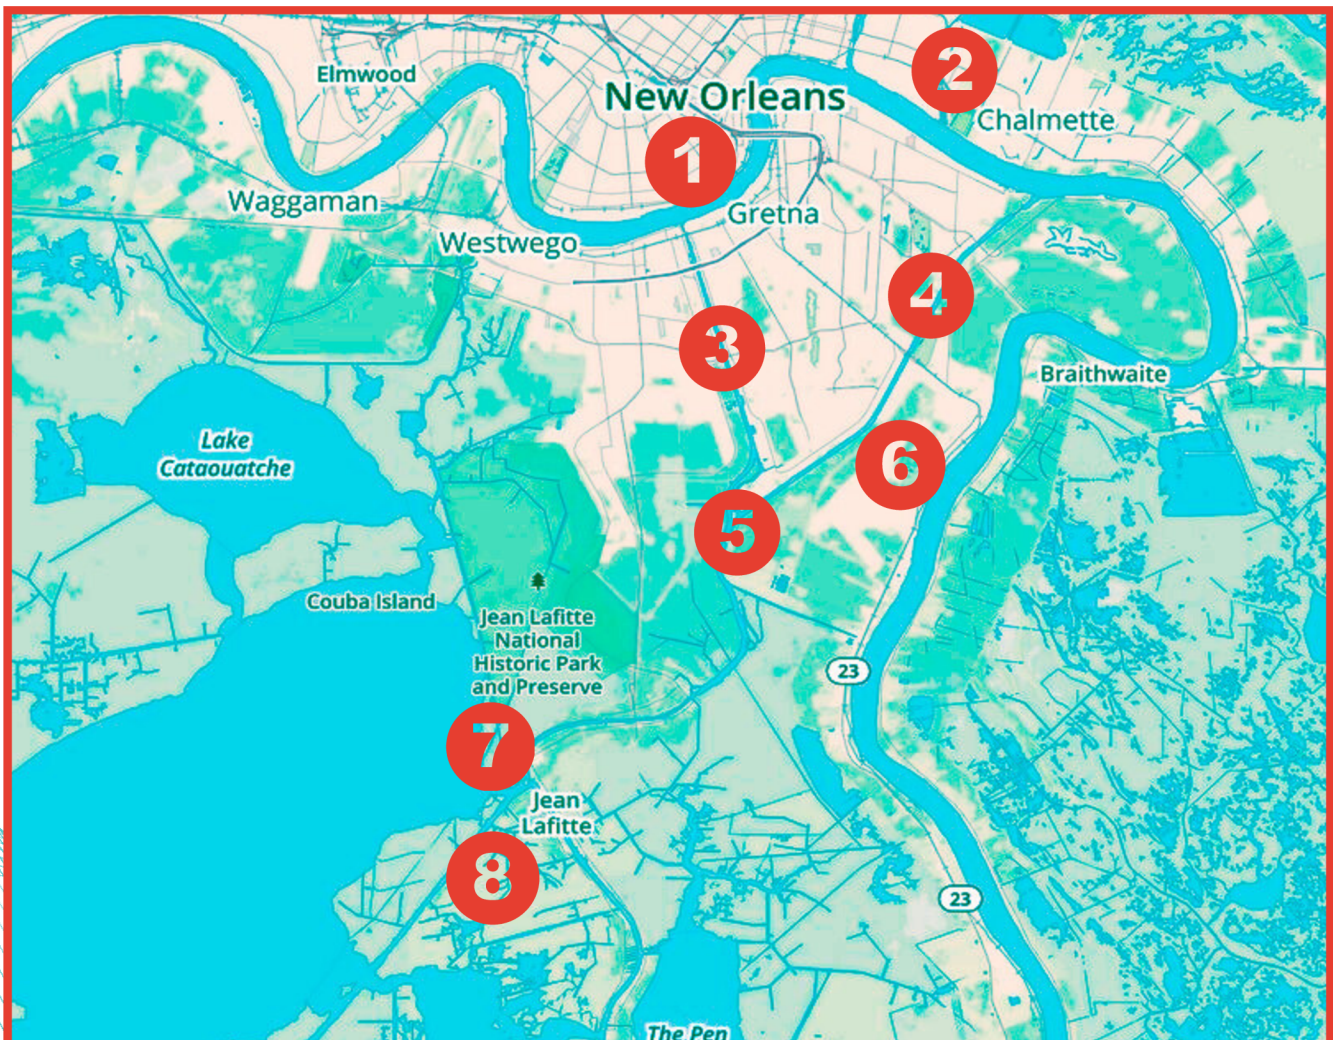 Elmwood
2
New Orleans
Chalmette
1
Waggaman
Gretna
Westwego
4
3
Braithwaite
Lake
Cataouatche
6
5
Couba Island
Jean Lafitte
National
Historic Park
and Preserve
23
7
Jean
Lafitte
8
23
The Pen